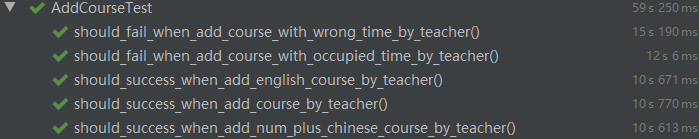 AddCourseTest 59 s 250 ms
should_fail_when_add_course_with_wrong_time_by_teacher() 15 s 190 ms
should_fail_when_add_course_with_occupied_time_by_teacher() 12 s 6 ms
should_success_when_add_english_course_by_teacher() 10 s 671 ms
should_success_when_add_course_by_teacher() 10 s 770 ms
should_success_when_add_num_plus_chinese_course_by_teacher() 10 s 613 ms